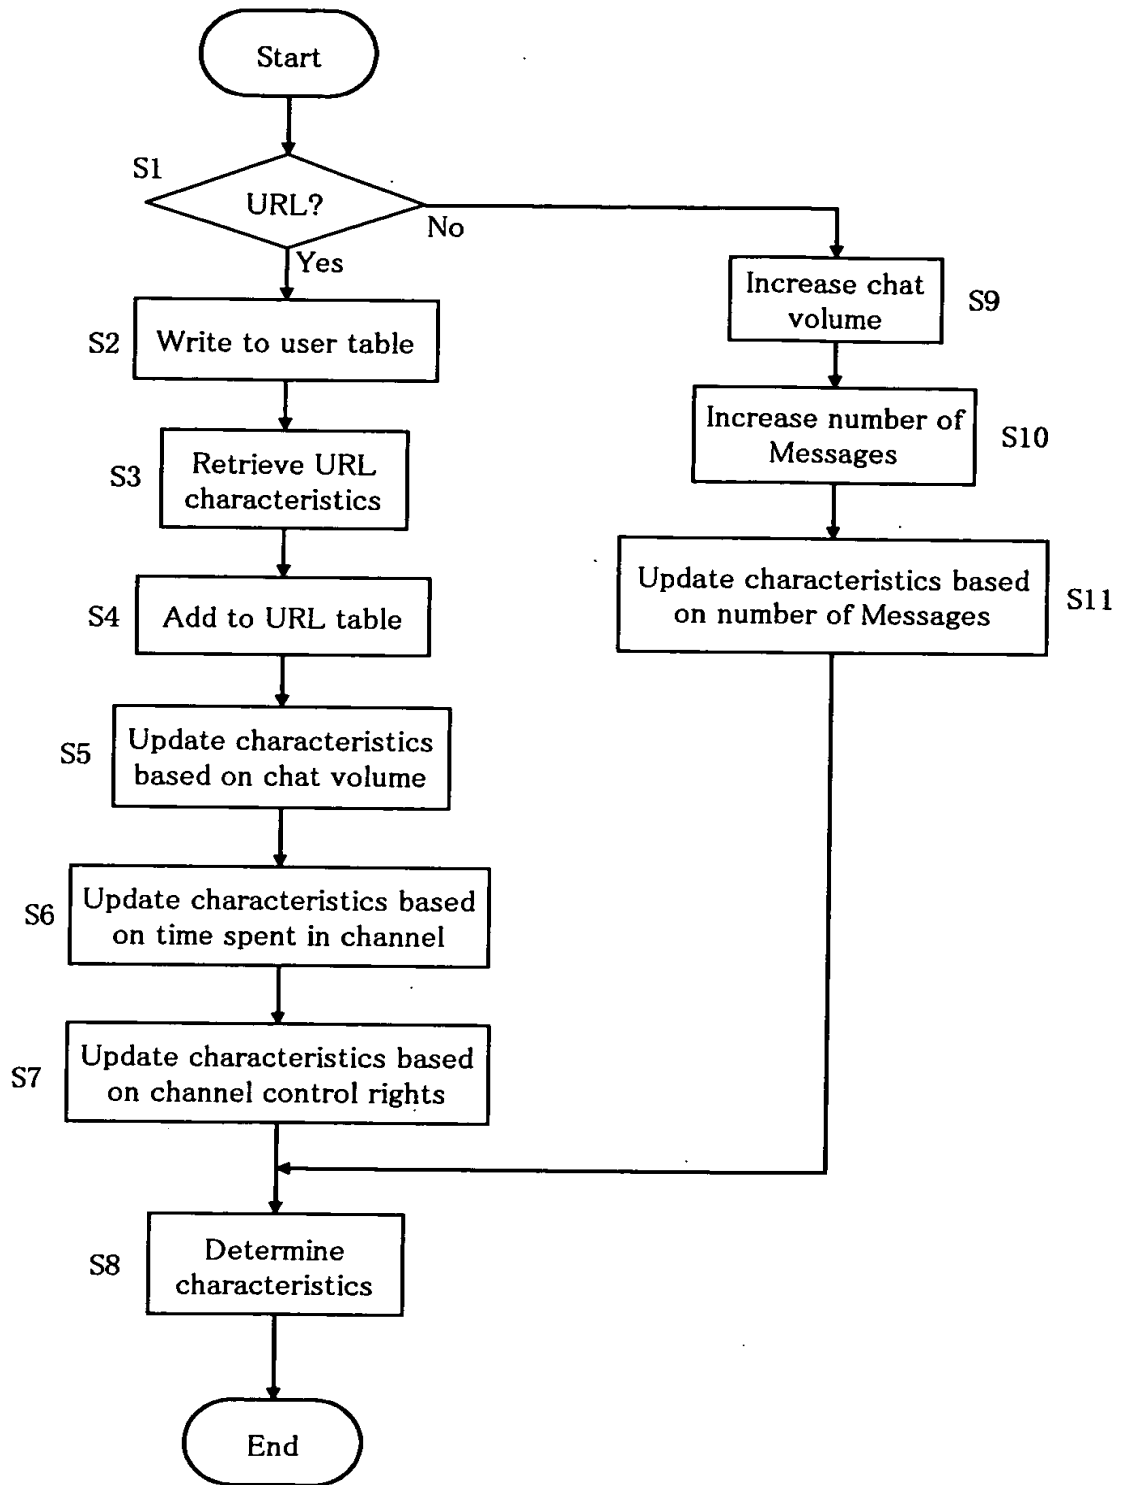 Start
S1
URL?
No
Yes
S2
Write to user table
S3
Retrieve URL
characteristics
S4
Add to URL table
S5
Update characteristics
based on chat volume
S6
Update characteristics based
on time spent in channel
S7
Update characteristics based
on channel control rights
S8
Determine
characteristics
End
Increase chat
volume
S9
Increase number of
Messages
S10
Update characteristics based
on number of Messages
S11